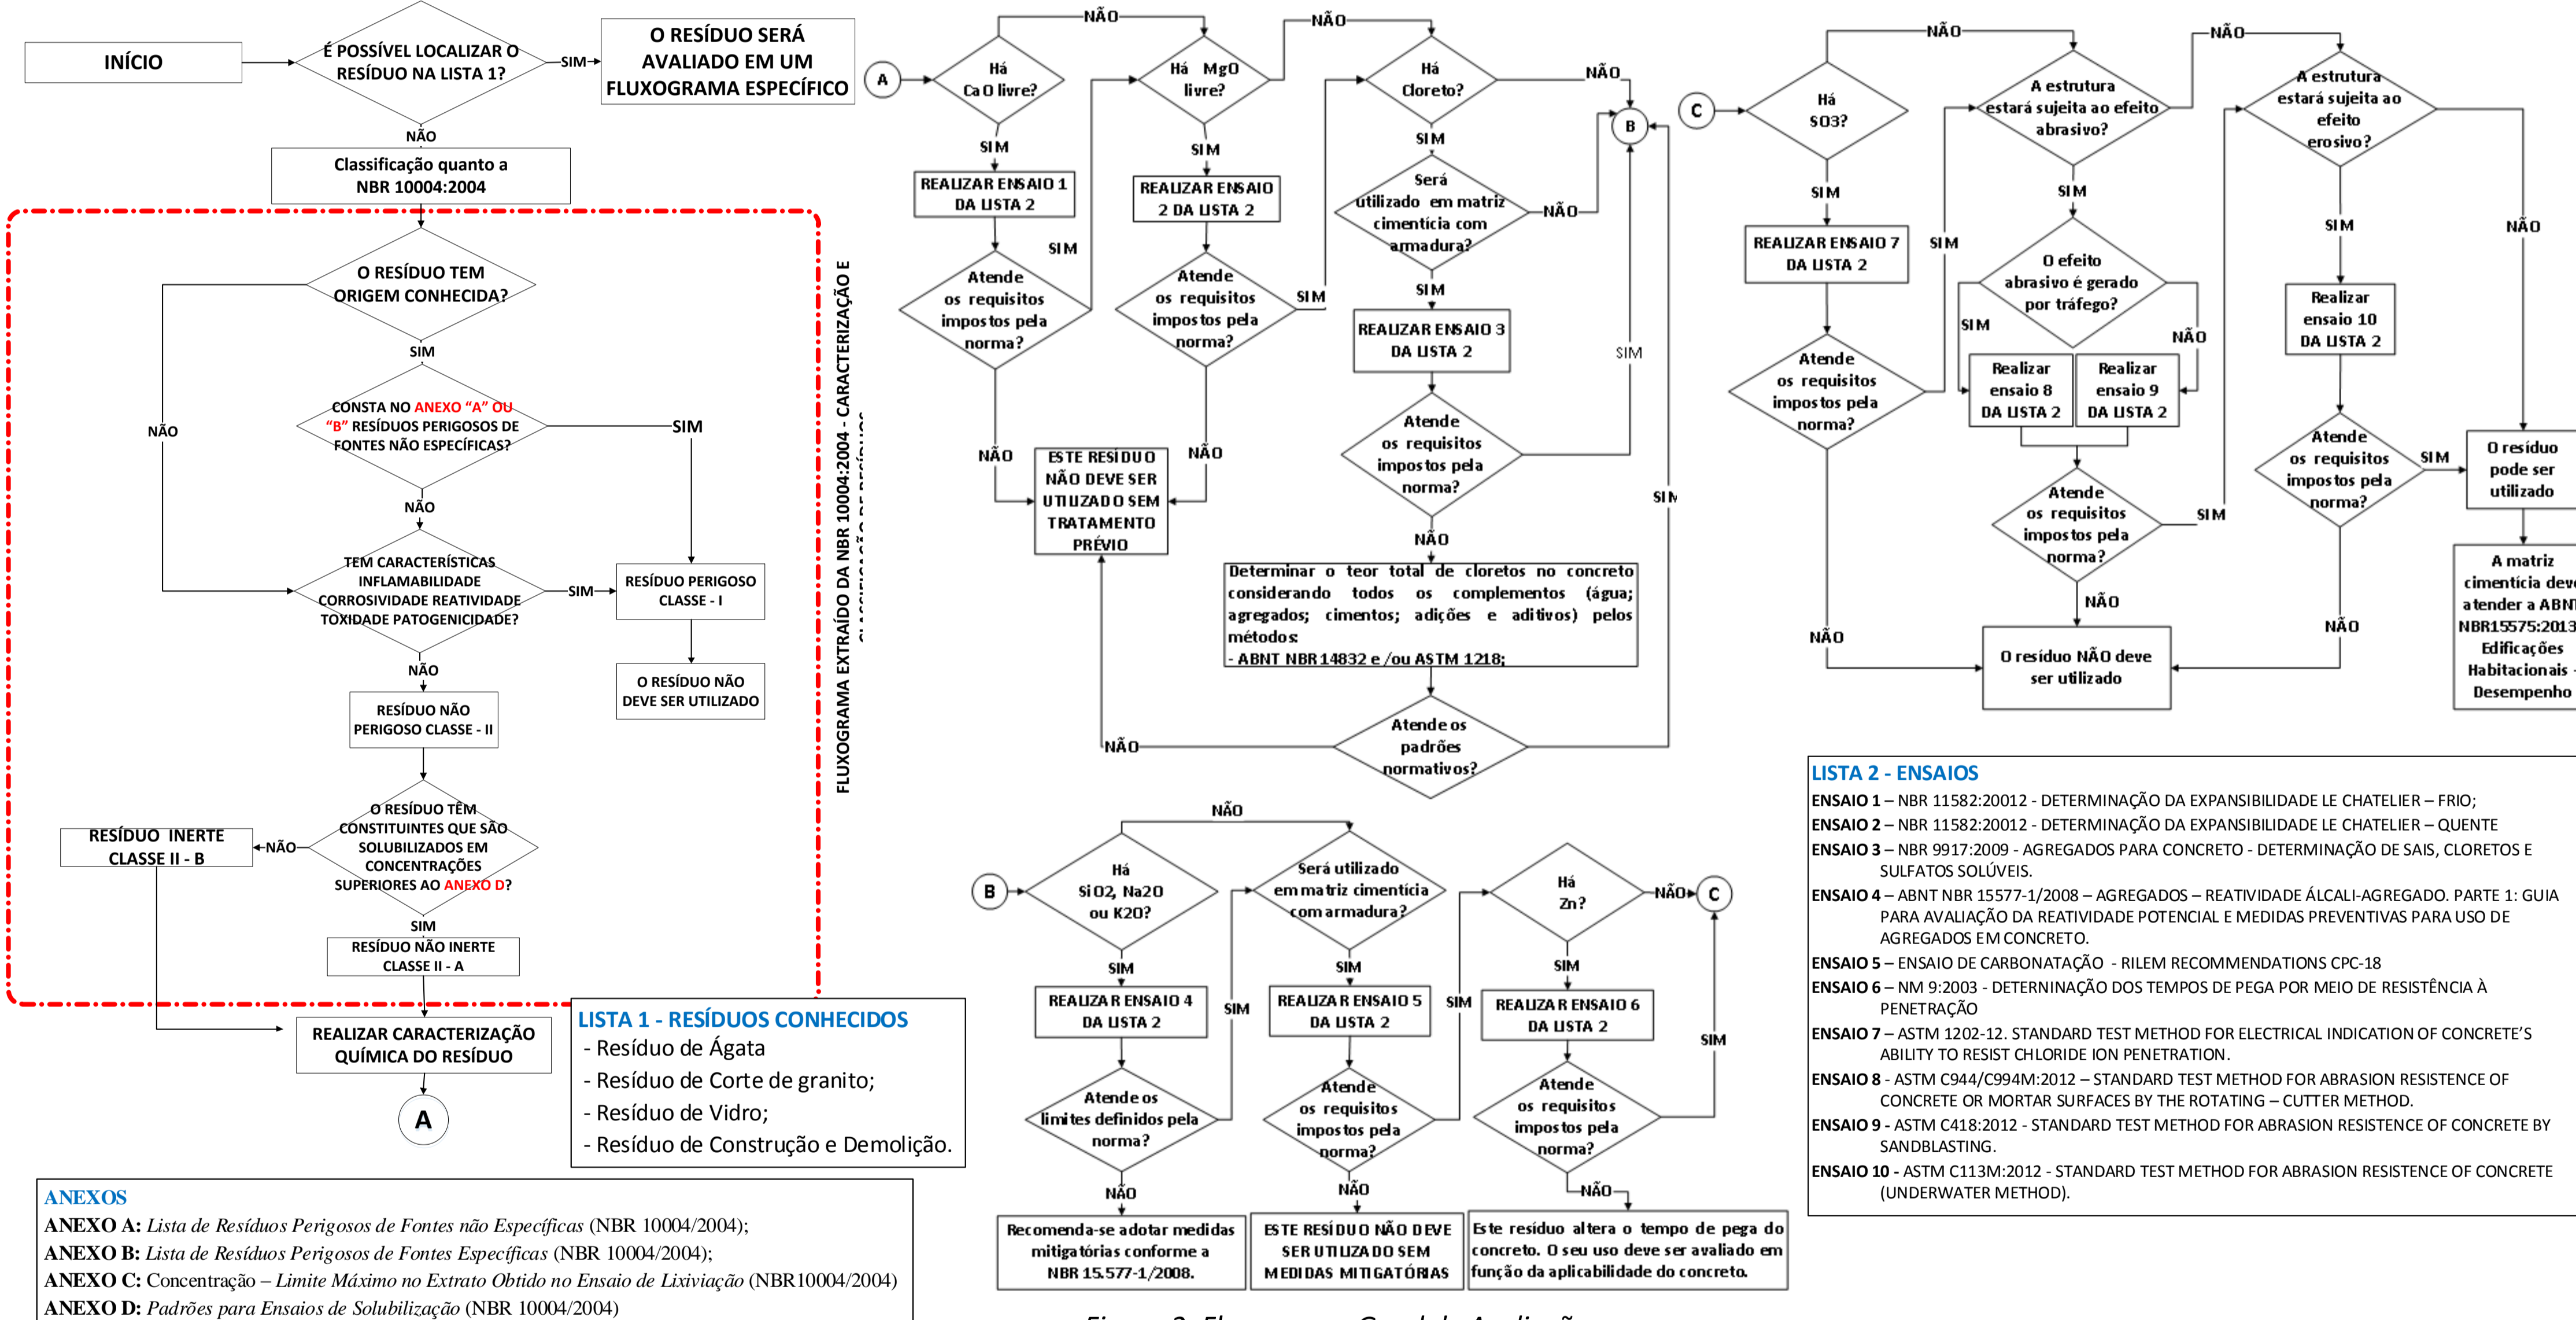 INÍCIO
É POSSÍVEL LOCALIZAR O
RESÍDUO NA LISTA 1?
SIM
O RESÍDUO SERÁ
AVALIADO EM UM
FLUXOGRAMA ESPECÍFICO
NÃO
Classificação quanto a
NBR 10004:2004
O RESÍDUO TEM
ORIGEM CONHECIDA?
NÃO
SIM
CONSTA NO ANEXO “A” OU
“B” RESÍDUOS PERIGOSOS DE
FONTES NÃO ESPECÍFICAS?
SIM
NÃO
TEM CARACTERÍSTICAS
INFLAMABILIDADE
CORROSIVIDADE REATIVIDADE
TOXIDADE PATOGENICIDADE?
SIM
RESÍDUO PERIGOSO
CLASSE - I
O RESÍDUO NÃO
DEVE SER UTILIZADO
NÃO
RESÍDUO NÃO
PERIGOSO CLASSE - II
O RESÍDUO TÊM
CONSTITUINTES QUE SÃO
SOLUBILIZADOS EM
CONCENTRAÇÕES
SUPERIORES AO ANEXO D?
NÃO
RESÍDUO INERTE
CLASSE II - B
SIM
RESÍDUO NÃO INERTE
CLASSE II - A
REALIZAR CARACTERIZAÇÃO
QUÍMICA DO RESÍDUO
A
FLUXOGRAMA EXTRAÍDO DA NBR 10004:2004 - CARACTERIZAÇÃO E
LISTA 1 - RESÍDUOS CONHECIDOS
- Resíduo de Ágata
- Resíduo de Corte de granito;
- Resíduo de Vidro;
- Resíduo de Construção e Demolição.
ANEXOS
ANEXO A: Lista de Resíduos Perigosos de Fontes não Específicas (NBR 10004/2004);
ANEXO B: Lista de Resíduos Perigosos de Fontes Específicas (NBR 10004/2004);
ANEXO C: Concentração – Limite Máximo no Extrato Obtido no Ensaio de Lixiviação (NBR10004/2004)
ANEXO D: Padrões para Ensaios de Solubilização (NBR 10004/2004)
A
Há
CaO livre?
NÃO
SIM
REALIZAR ENSAIO 1
DA LISTA 2
Atende
os requisitos
impostos pela
norma?
SIM
NÃO
Há MgO
livre?
NÃO
SIM
REALIZAR ENSAIO
2 DA LISTA 2
Atende
os requisitos
impostos pela
norma?
SIM
NÃO
ESTE RESÍDUO
NÃO DEVE SER
UTILIZADO SEM
TRATAMENTO
PRÉVIO
Há
Cloreto?
NÃO
B
SIM
Será
utilizado em matriz
cimentícia com
armadura?
NÃO
SIM
REALIZAR ENSAIO 3
DA LISTA 2
Atende
os requisitos
impostos pela
norma?
SIM
NÃO
Determinar o teor total de cloretos no concreto
considerando todos os complementos (água;
agregados; cimentos; adições e aditivos) pelos
métodos:
- ABNT NBR 14832 e /ou ASTM 1218;
Atende os
padrões
normativos?
NÃO
SIM
B
Há
SiO2, Na2O
ou K2O?
NÃO
SIM
REALIZAR ENSAIO 4
DA LISTA 2
Atende os
limites definidos pela
norma?
SIM
NÃO
Recomenda-se adotar medidas
mitigatórias conforme a
NBR 15.577-1/2008.
Será utilizado
em matriz cimentícia
com armadura?
SIM
REALIZAR ENSAIO 5
DA LISTA 2
Atende
os requisitos
impostos pela
norma?
SIM
NÃO
ESTE RESÍDUO NÃO DEVE
SER UTILIZADO SEM
MEDIDAS MITIGATÓRIAS
Há
Zn?
NÃO
C
SIM
REALIZAR ENSAIO 6
DA LISTA 2
Atende
os requisitos
impostos pela
norma?
SIM
NÃO
Este resíduo altera o tempo de pega do
concreto. O seu uso deve ser avaliado em
função da aplicabilidade do concreto.
C
Há
SO3?
NÃO
SIM
REALIZAR ENSAIO 7
DA LISTA 2
Atende
os requisitos
impostos pela
norma?
SIM
NÃO
A estrutura
estará sujeita ao efeito
abrasivo?
NÃO
SIM
O efeito
abrasivo é gerado
por tráfego?
SIM
NÃO
Realizar
ensaio 8
DA LISTA 2
Realizar
ensaio 9
DA LISTA 2
Atende
os requisitos
impostos pela
norma?
SIM
NÃO
O resíduo NÃO deve
ser utilizado
A estrutura
estará sujeita ao
efeito
erosivo?
NÃO
SIM
Realizar
ensaio 10
DA LISTA 2
Atende
os requisitos
impostos pela
norma?
SIM
NÃO
O resíduo
pode ser
utilizado
A matriz
cimentícia deve
atender a ABNT
NBR15575:2013
Edificações
Habitacionais -
Desempenho
LISTA 2 - ENSAIOS
ENSAIO 1 – NBR 11582:20012 - DETERMINAÇÃO DA EXPANSIBILIDADE LE CHATELIER – FRIO;
ENSAIO 2 – NBR 11582:20012 - DETERMINAÇÃO DA EXPANSIBILIDADE LE CHATELIER – QUENTE
ENSAIO 3 – NBR 9917:2009 - AGREGADOS PARA CONCRETO - DETERMINAÇÃO DE SAIS, CLORETOS E
SULFATOS SOLÚVEIS.
ENSAIO 4 – ABNT NBR 15577-1/2008 – AGREGADOS – REATIVIDADE ÁLCALI-AGREGADO. PARTE 1: GUIA
PARA AVALIAÇÃO DA REATIVIDADE POTENCIAL E MEDIDAS PREVENTIVAS PARA USO DE
AGREGADOS EM CONCRETO.
ENSAIO 5 – ENSAIO DE CARBONATAÇÃO - RILEM RECOMMENDATIONS CPC-18
ENSAIO 6 – NM 9:2003 - DETERNINAÇÃO DOS TEMPOS DE PEGA POR MEIO DE RESISTÊNCIA À
PENETRAÇÃO
ENSAIO 7 – ASTM 1202-12. STANDARD TEST METHOD FOR ELECTRICAL INDICATION OF CONCRETE’S
ABILITY TO RESIST CHLORIDE ION PENETRATION.
ENSAIO 8 - ASTM C944/C994M:2012 – STANDARD TEST METHOD FOR ABRASION RESISTENCE OF
CONCRETE OR MORTAR SURFACES BY THE ROTATING – CUTTER METHOD.
ENSAIO 9 - ASTM C418:2012 - STANDARD TEST METHOD FOR ABRASION RESISTENCE OF CONCRETE BY
SANDBLASTING.
ENSAIO 10 - ASTM C113M:2012 - STANDARD TEST METHOD FOR ABRASION RESISTENCE OF CONCRETE
(UNDERWATER METHOD).